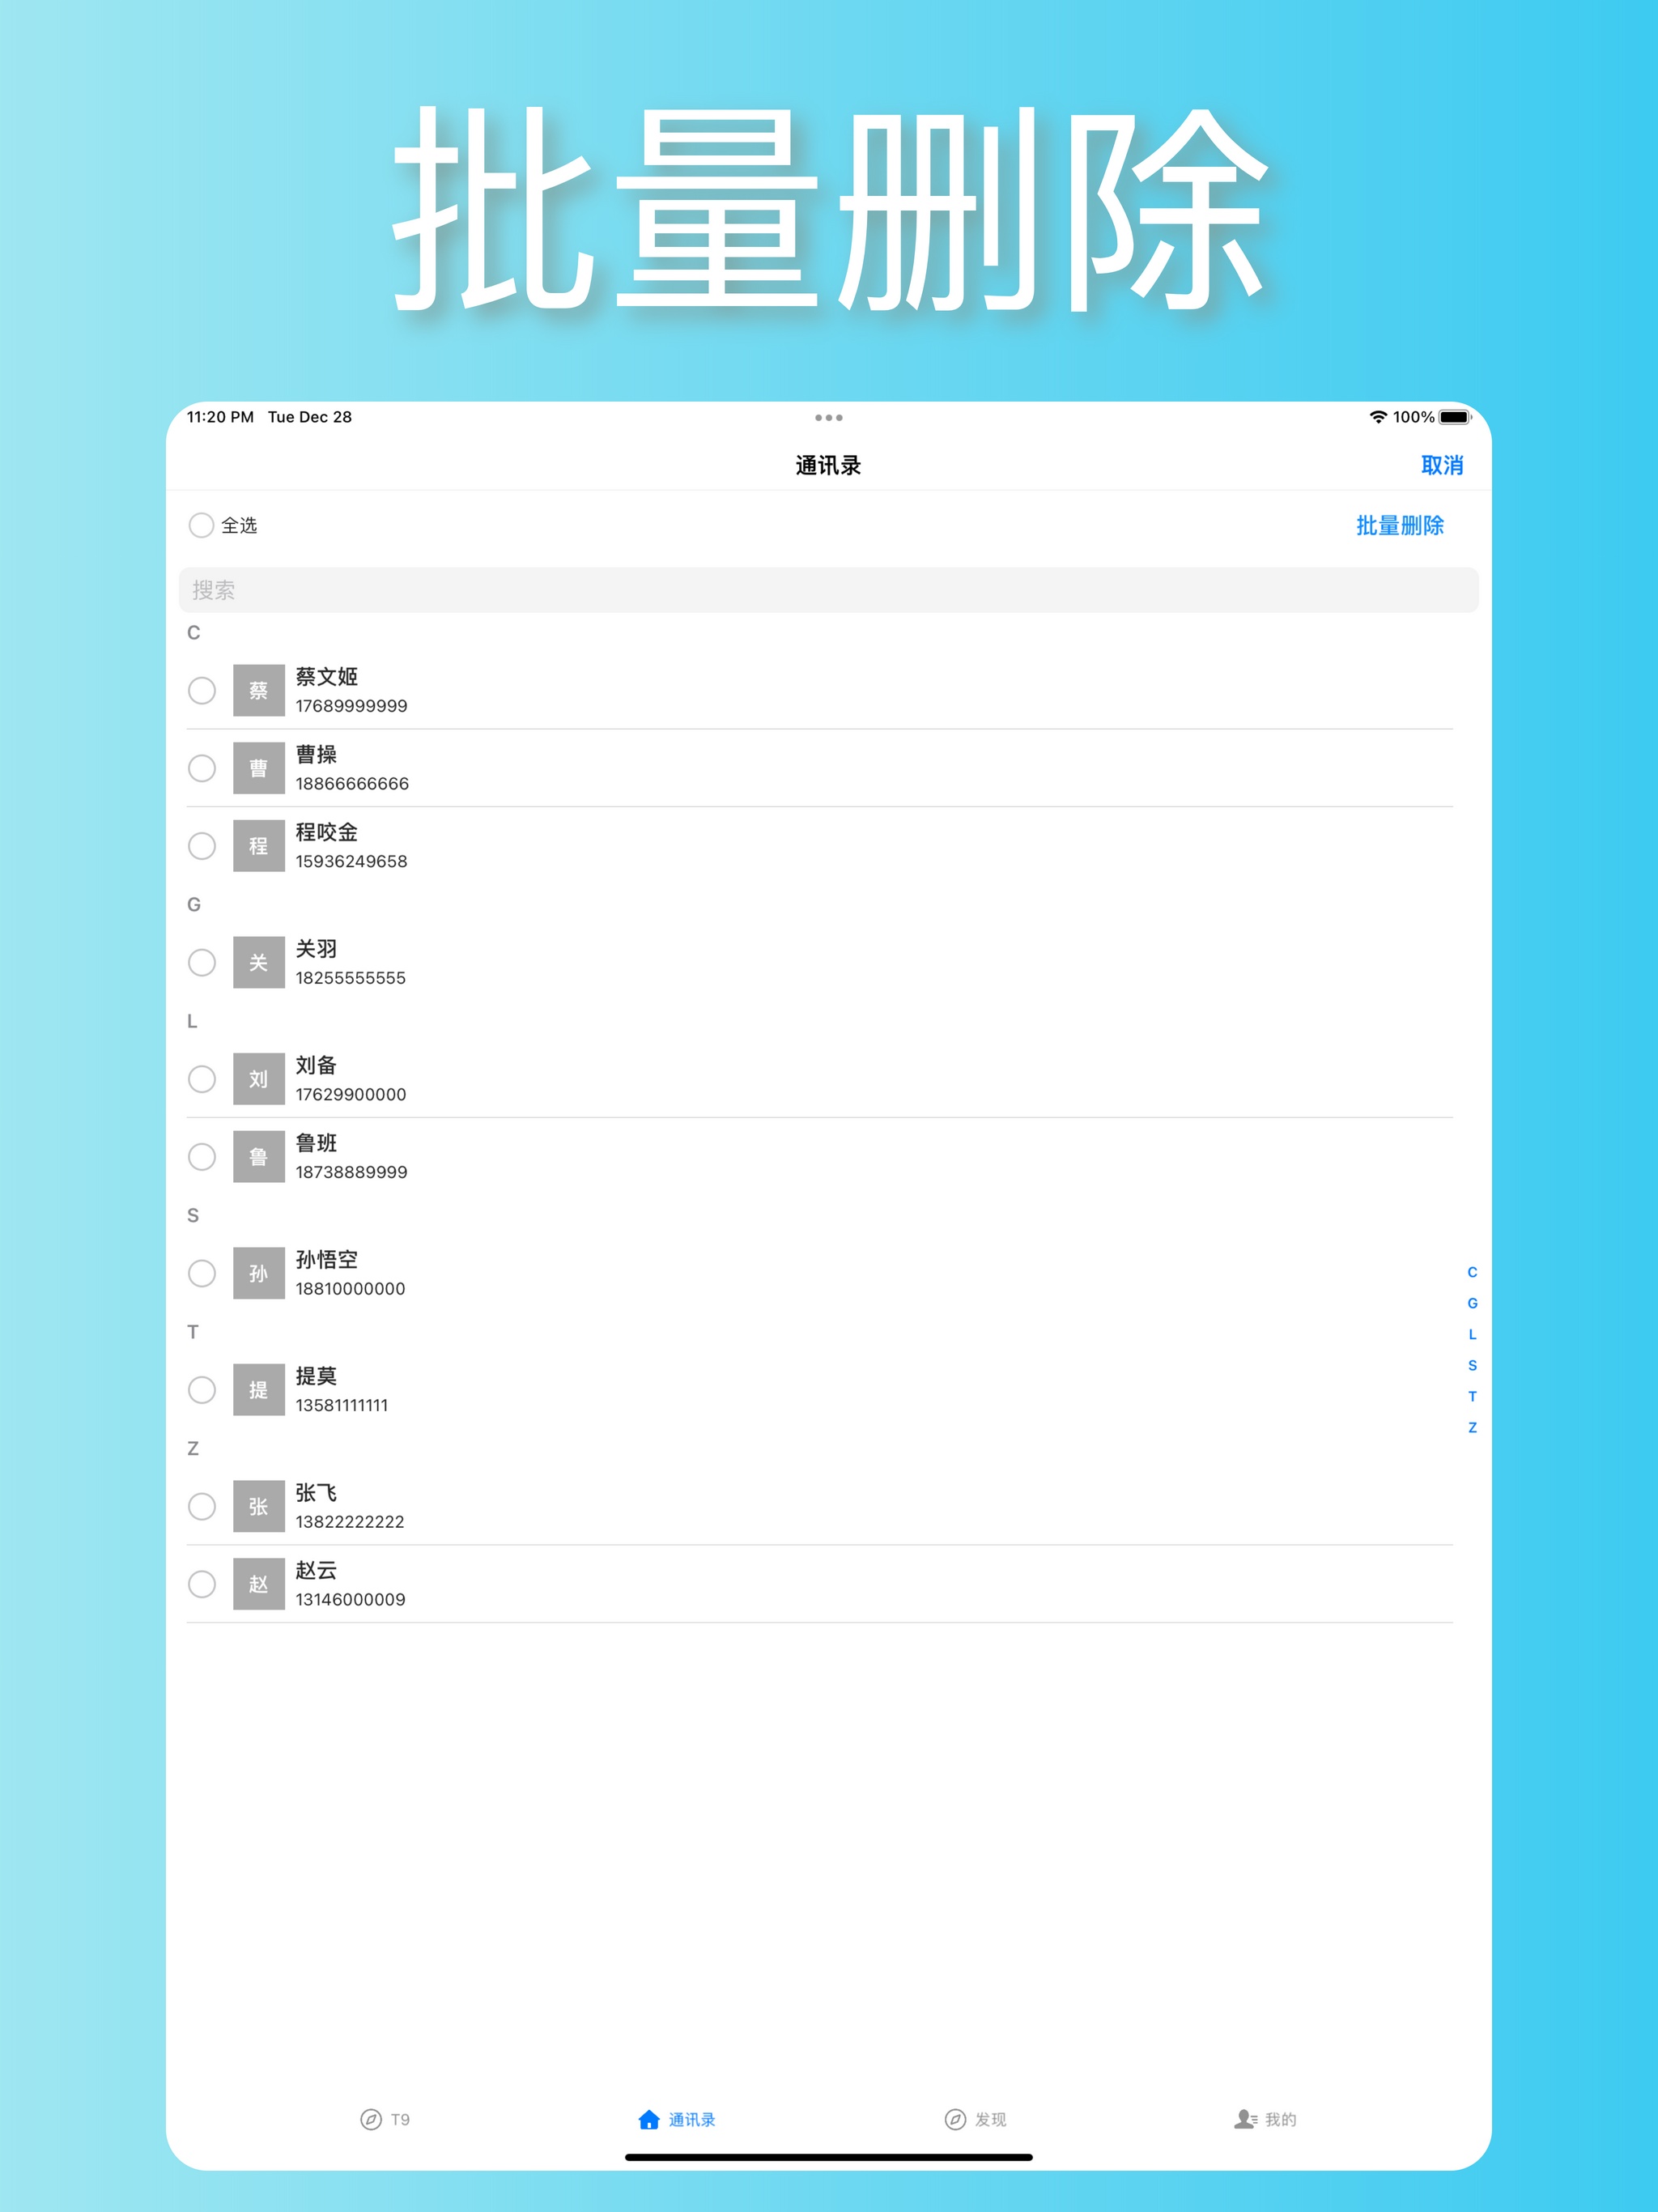 批量删除
11:20 PM Tue Dec 28
100%
通讯录
取消
全选
批量删除
搜索
C
蔡
蔡文姬
17689999999
曹
曹操
18866666666
程
程咬金
15936249658
G
关
关羽
18255555555
L
刘
刘备
17629900000
鲁
鲁班
18738889999
S
孙
孙悟空
18810000000
T
提
提莫
13581111111
Z
张
张飞
13822222222
赵
赵云
13146000009
C
G
L
S
T
Z
T9
通讯录
发现
我的